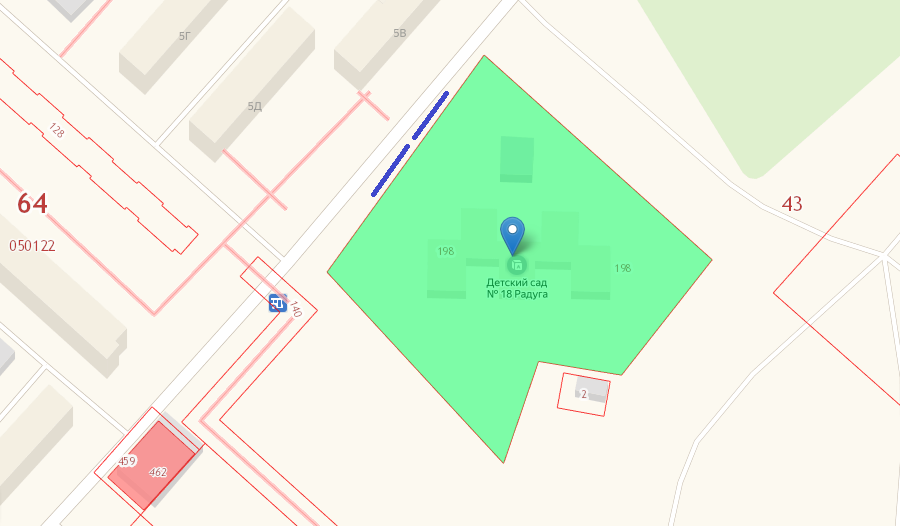 5Г
5В
5Д
128
64
43
050122
198
198
Детский сад
№ 18 Радуга
140
2
459
462